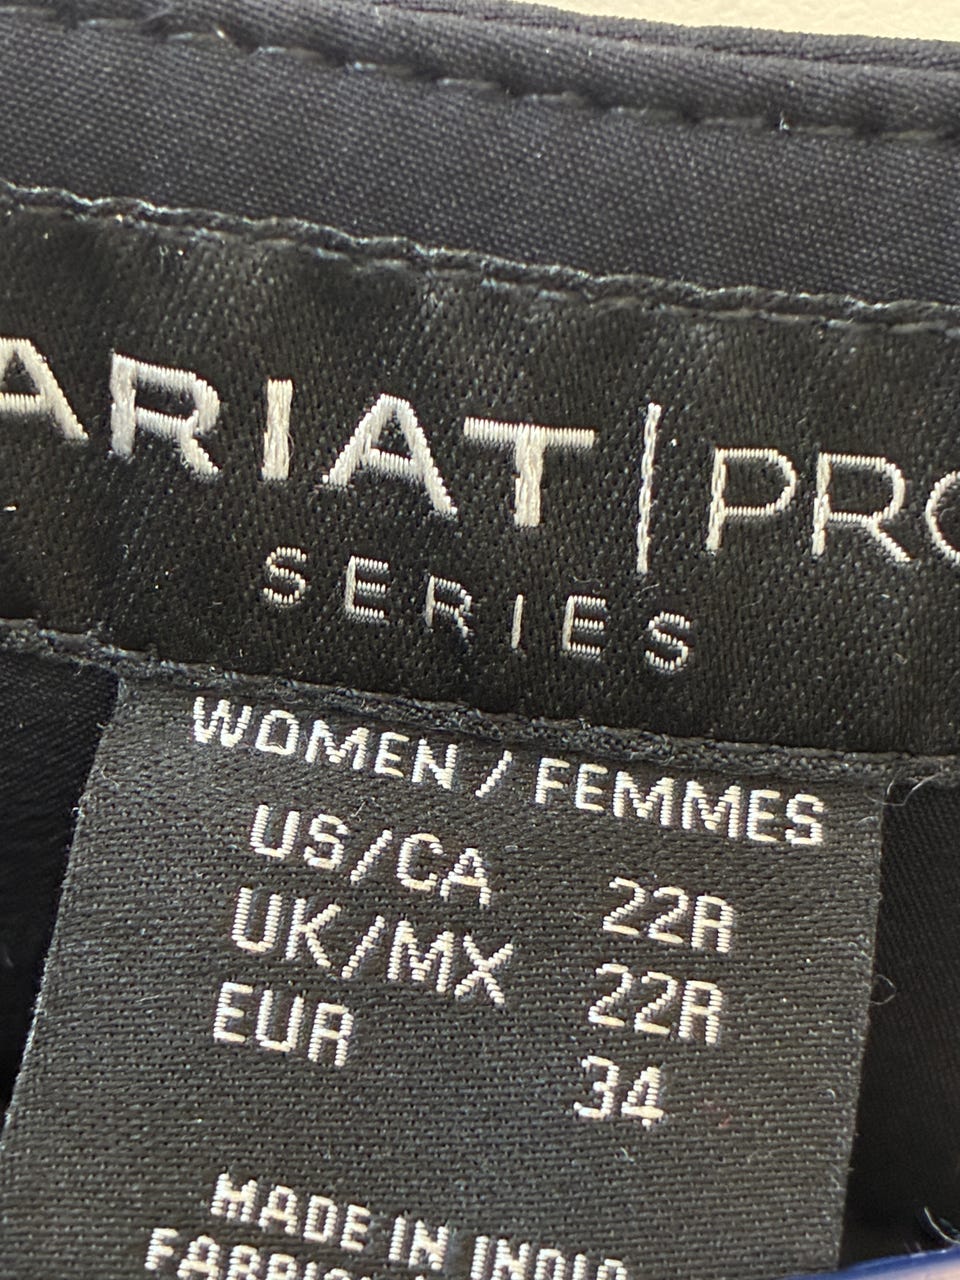 ARIAT | PRO
SERIES
WOMEN / FEMMES
US/CA 22R
UK/MX 22R
EUR 34
MADE IN INDIA